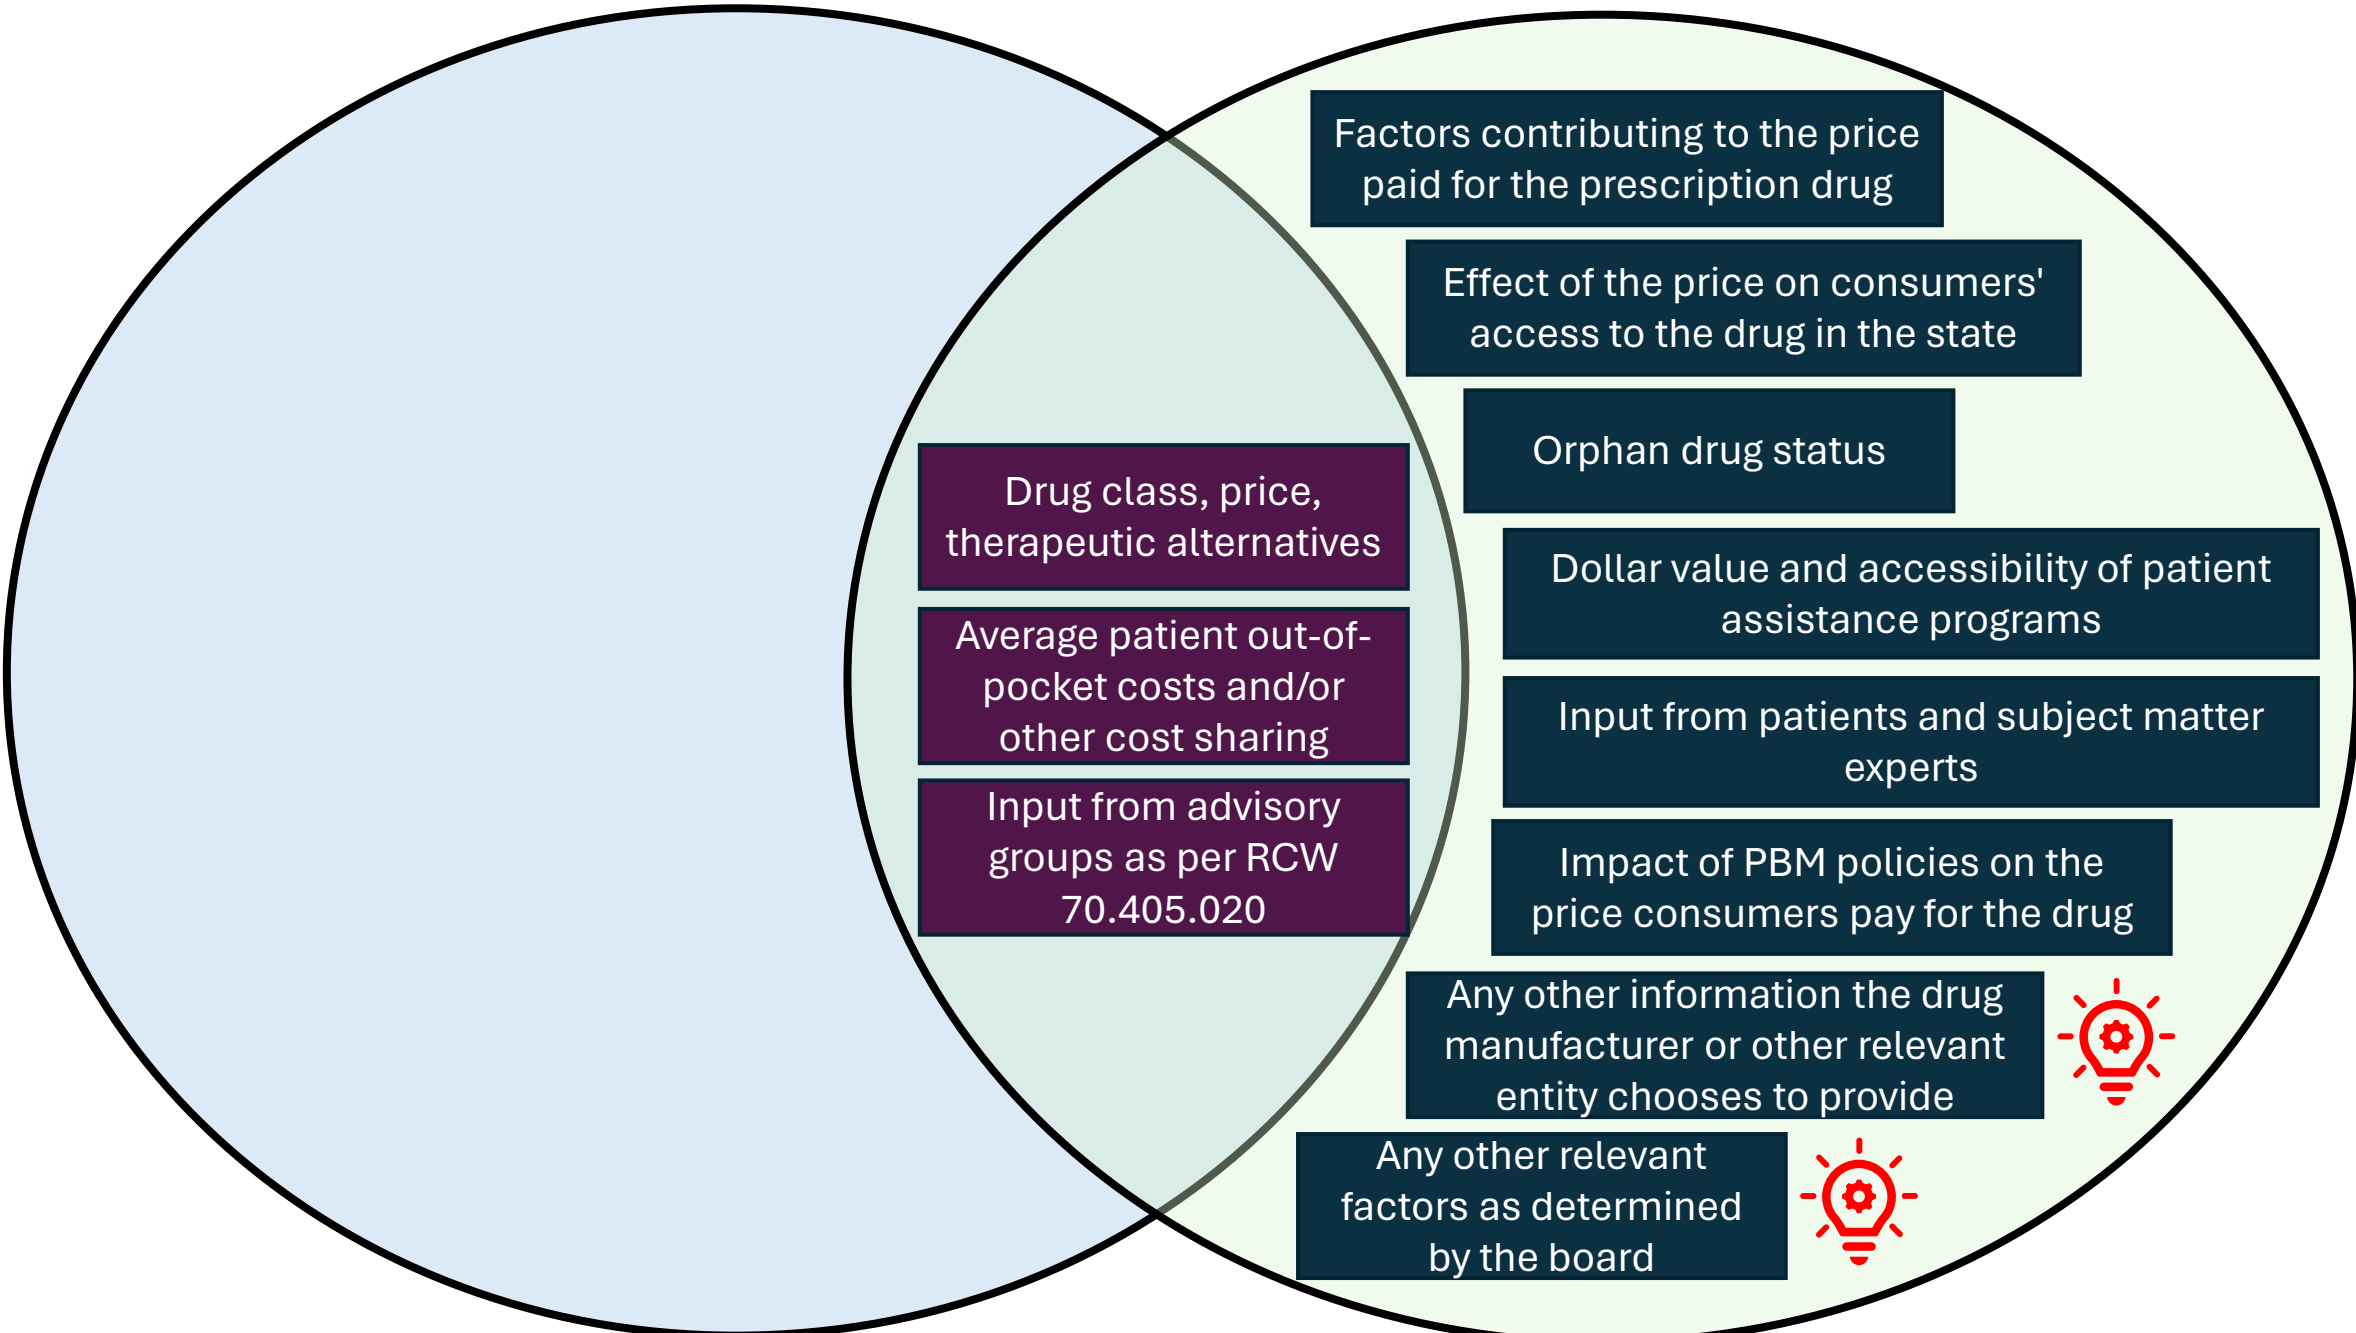 Factors contributing to the price
paid for the prescription drug
Effect of the price on consumers'
access to the drug in the state
Orphan drug status
Drug class, price,
therapeutic alternatives
Dollar value and accessibility of patient
assistance programs
Average patient out-of-
pocket costs and/or
other cost sharing
Input from patients and subject matter
experts
Input from advisory
groups as per RCW
70.405.020
Impact of PBM policies on the
price consumers pay for the drug
Any other information the drug
manufacturer or other relevant
entity chooses to provide
Any other relevant
factors as determined
by the board